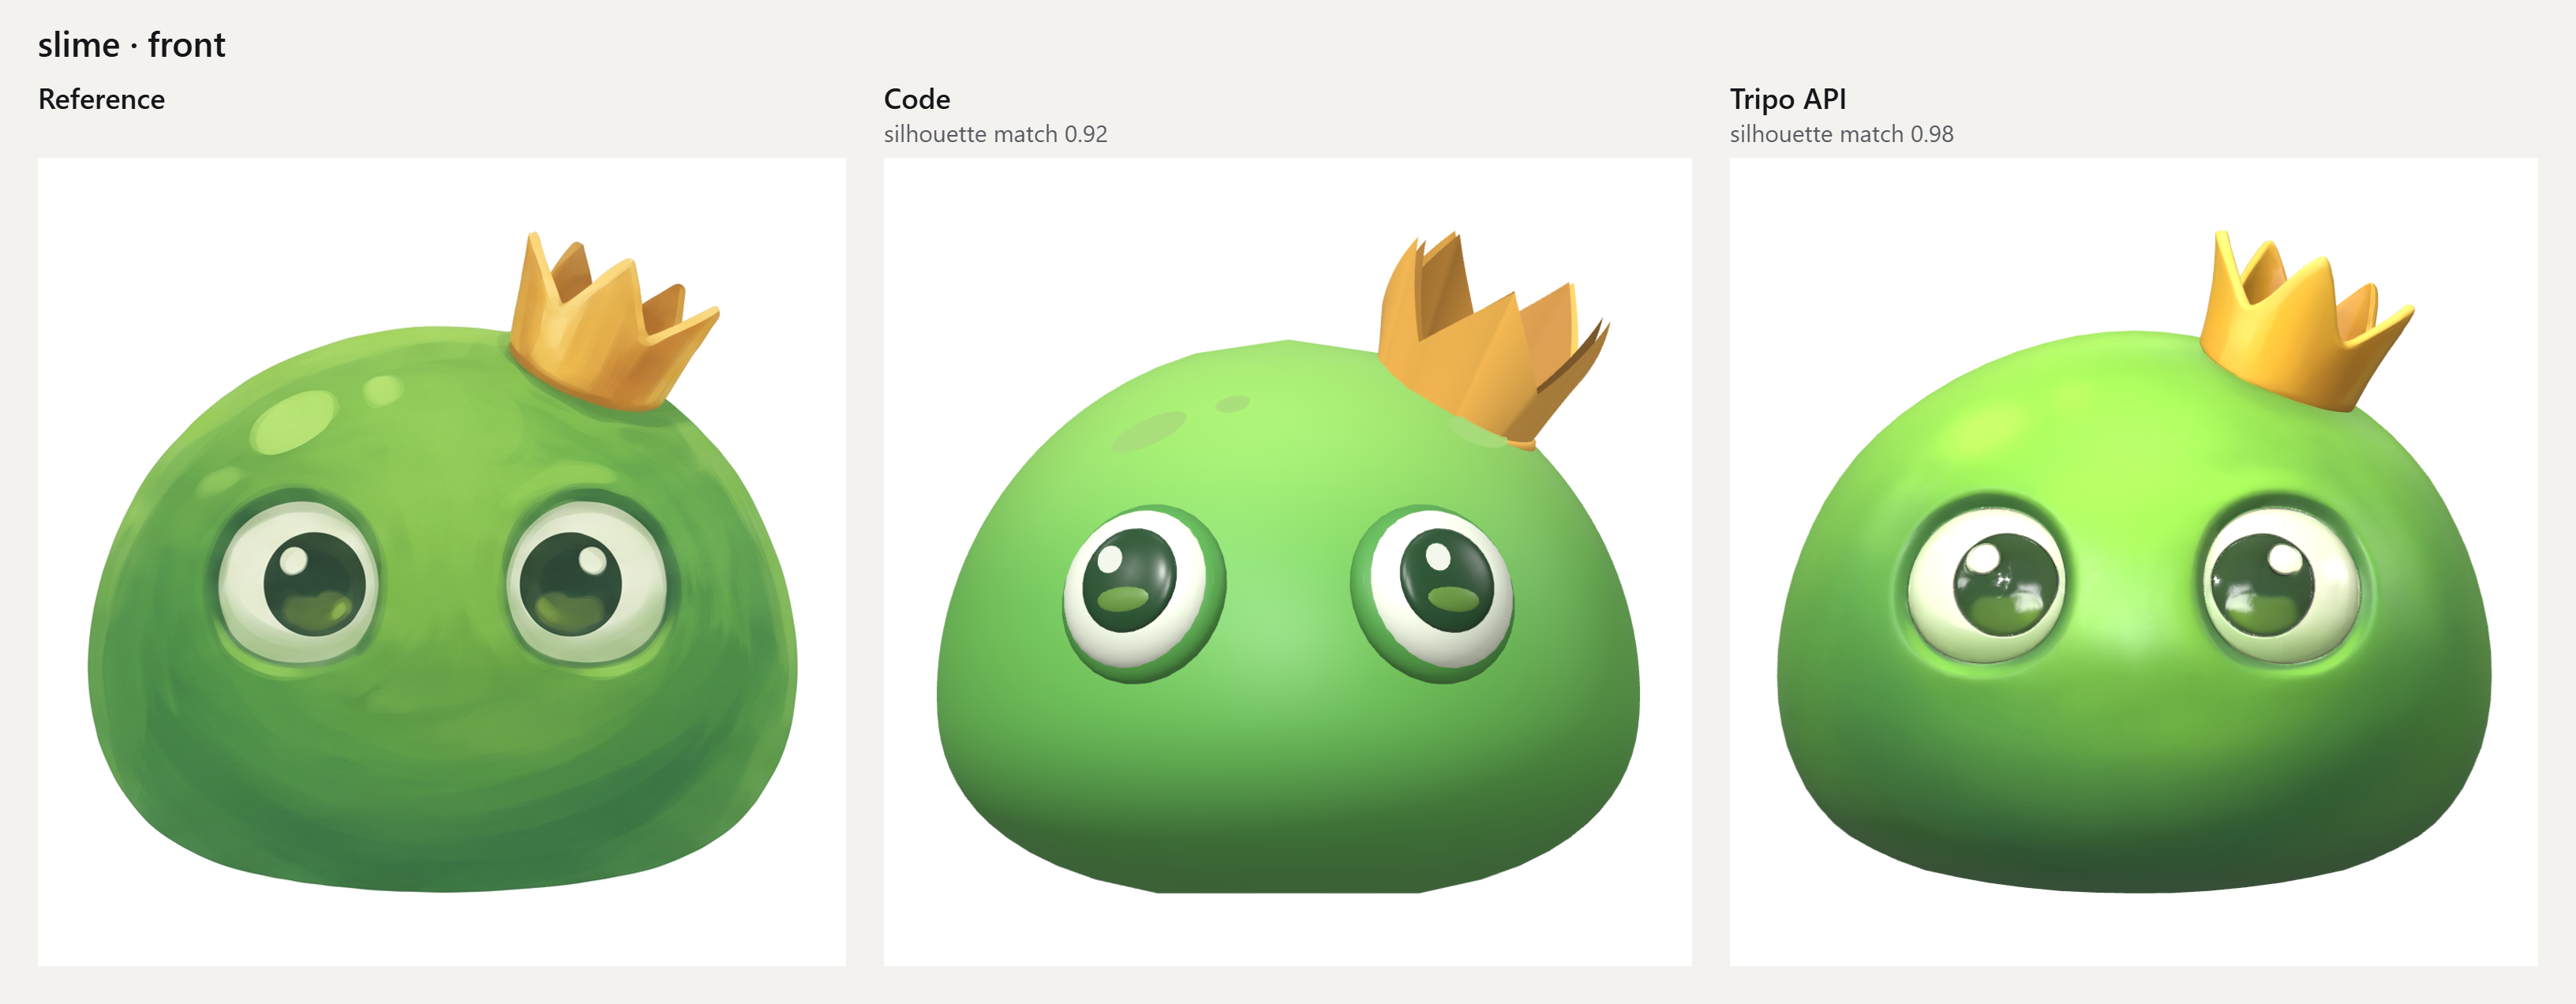 slime · front
Reference
Code
silhouette match 0.92
Tripo API
silhouette match 0.98